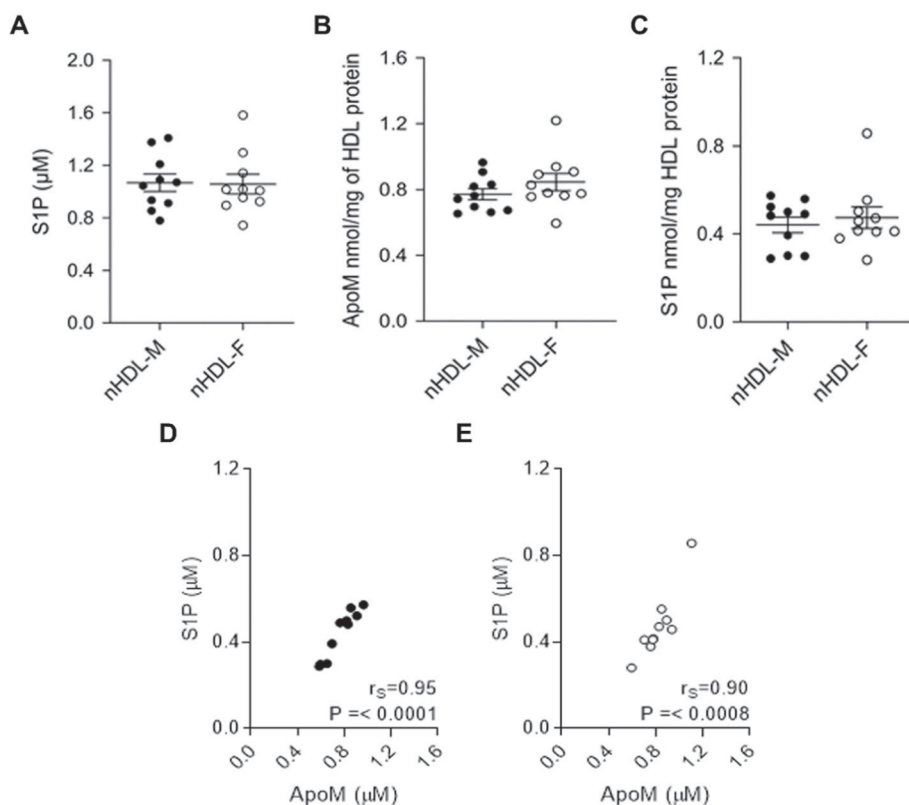 A
S1P (µM)
2.0
1.6
1.2
0.8
0.4
0.0
nHDL-M
nHDL-F
B
ApoM nmol/mg of HDL protein
1.6
1.2
0.8
0.4
0.0
nHDL-M
nHDL-F
C
S1P nmol/mg HDL protein
1.2
0.8
0.4
0.0
nHDL-M
nHDL-F
D
S1P (µM)
1.2
0.8
0.4
0.0
rS=0.95
P =< 0.0001
0.0
0.4
0.8
1.2
1.6
ApoM (µM)
E
S1P (µM)
1.2
0.8
0.4
0.0
rS=0.90
P =< 0.0008
0.0
0.4
0.8
1.2
1.6
ApoM (µM)